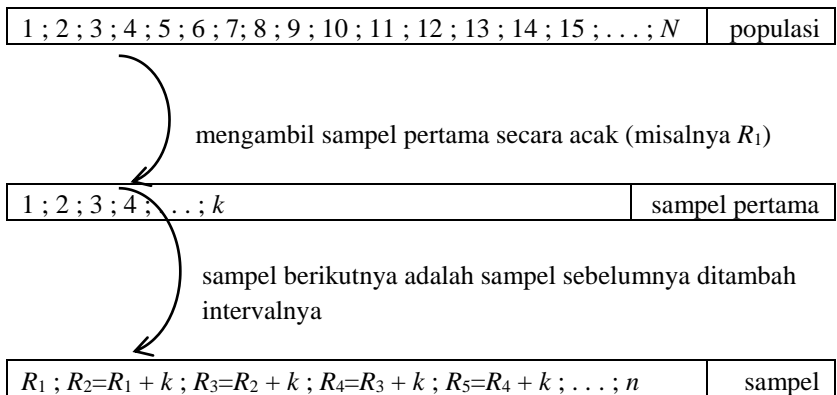 1 ; 2 ; 3 ; 4 ; 5 ; 6 ; 7; 8 ; 9 ; 10 ; 11 ; 12 ; 13 ; 14 ; 15 ; . . . ; N populasi
mengambil sampel pertama secara acak (misalnya R₁)
1 ; 2 ; 3 ; 4 ; . . . ; k sampel pertama
sampel berikutnya adalah sampel sebelumnya ditambah
intervalnya
R₁ ; R₂=R₁ + k ; R₃=R₂ + k ; R₄=R₃ + k ; R₅=R₄ + k ; . . . ; n sampel